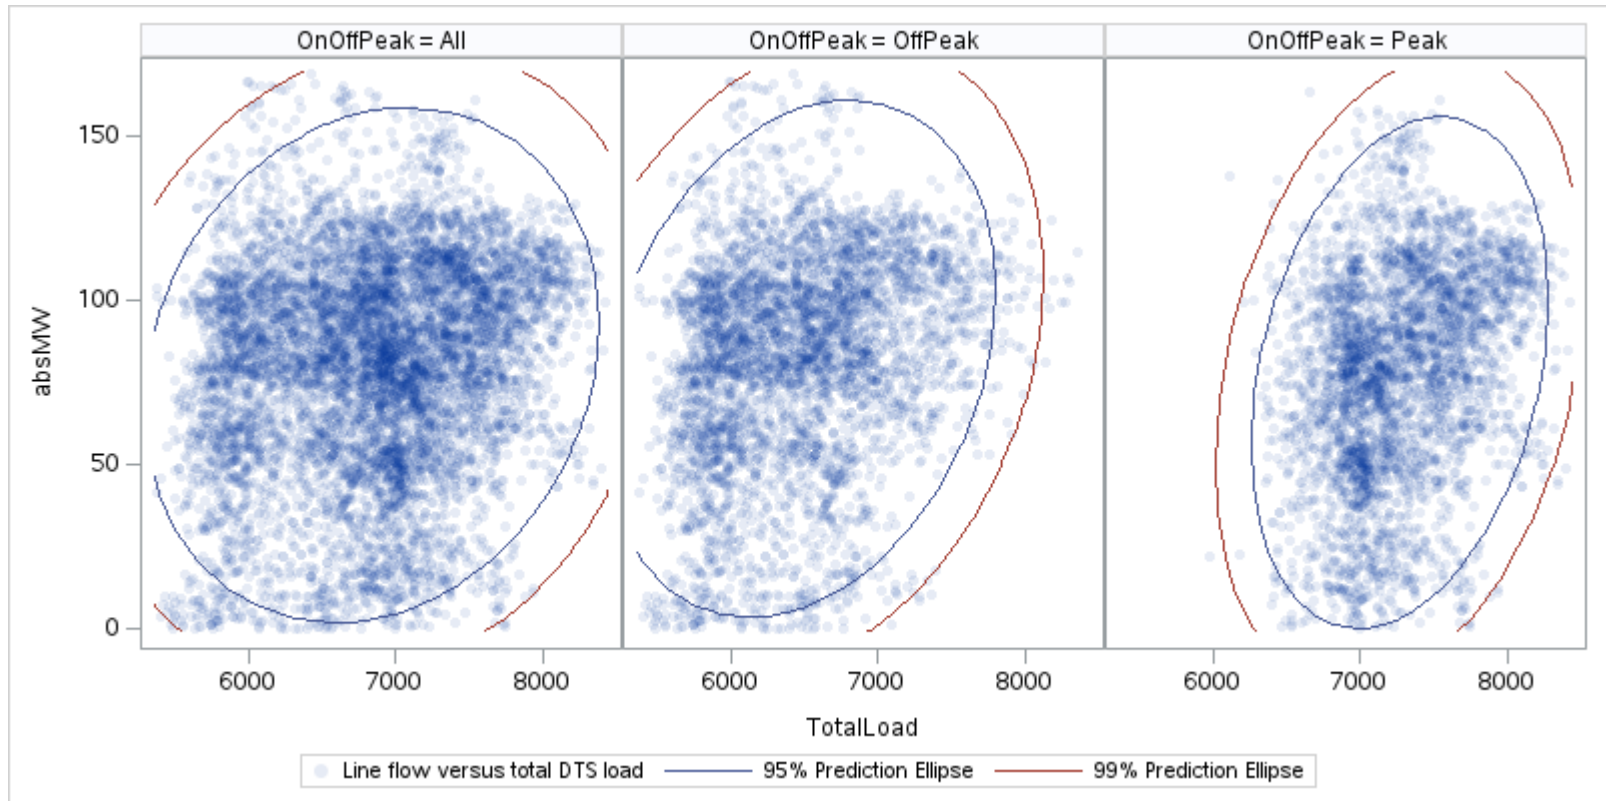 OnOffPeak = All
OnOffPeak = OffPeak
OnOffPeak = Peak
150
100
50
0
absMW
6000 7000 8000
6000 7000 8000
6000 7000 8000
TotalLoad
Line flow versus total DTS load
95% Prediction Ellipse
99% Prediction Ellipse